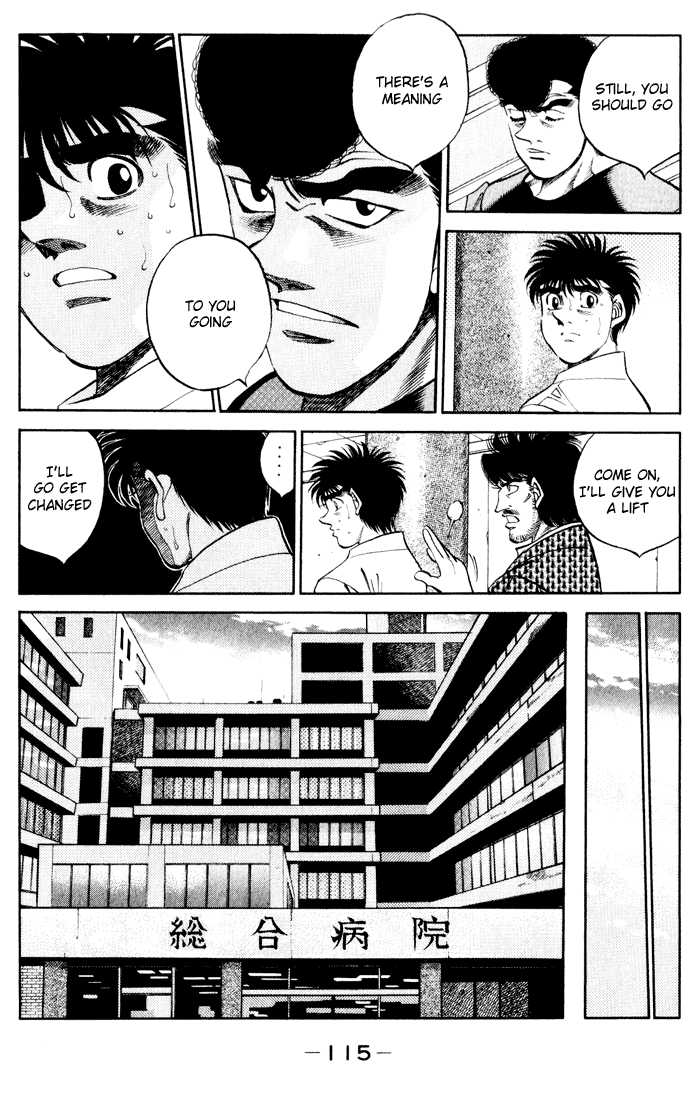 STILL, YOU
SHOULD GO
THERE'S A
MEANING
TO YOU
GOING
COME ON,
I'LL GIVE YOU
A LIFT
....
I'LL
GO GET
CHANGED
総合病院
—115—